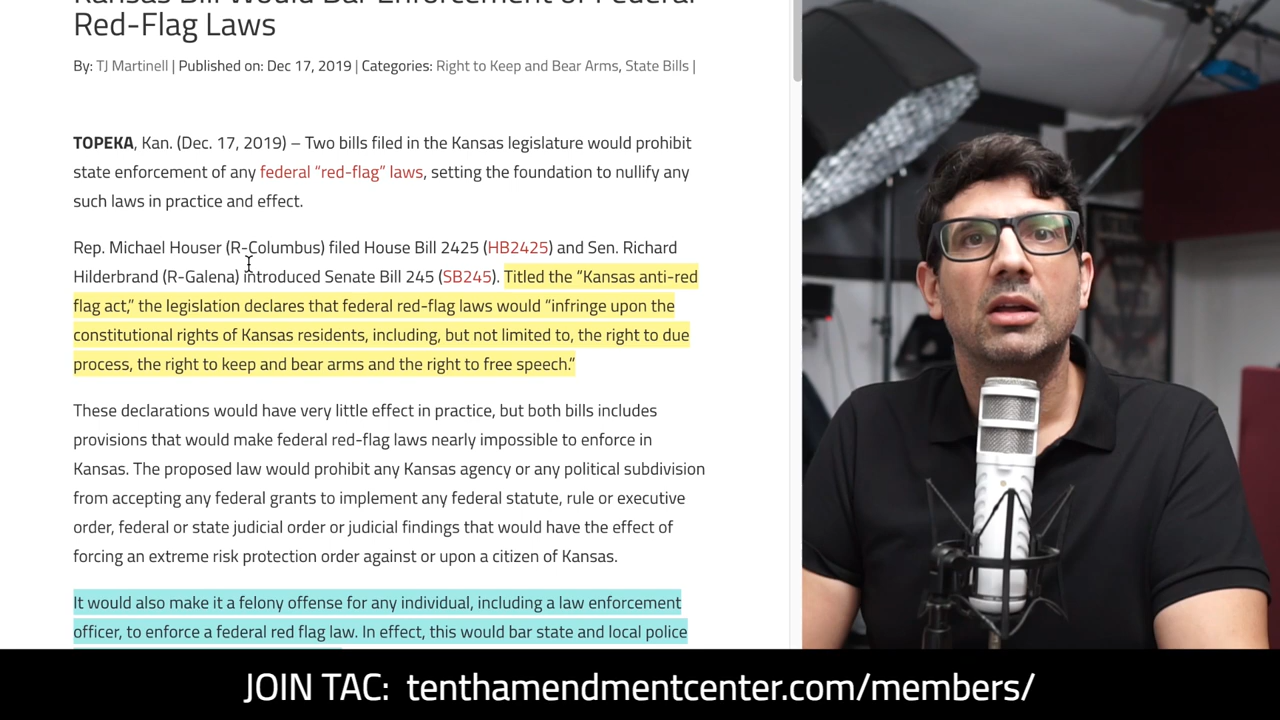 Kansas Bill Would Bar Enforcement of Federal
Red-Flag Laws
By: TJ Martinell | Published on: Dec 17, 2019 | Categories: Right to Keep and Bear Arms, State Bills |
TOPEKA, Kan. (Dec. 17, 2019) – Two bills filed in the Kansas legislature would prohibit
state enforcement of any federal “red-flag” laws, setting the foundation to nullify any
such laws in practice and effect.
Rep. Michael Houser (R-Columbus) filed House Bill 2425 (HB2425) and Sen. Richard
Hilderbrand (R-Galena) introduced Senate Bill 245 (SB245). Titled the “Kansas anti-red
flag act,” the legislation declares that federal red-flag laws would “infringe upon the
constitutional rights of Kansas residents, including, but not limited to, the right to due
process, the right to keep and bear arms and the right to free speech.”
These declarations would have very little effect in practice, but both bills includes
provisions that would make federal red-flag laws nearly impossible to enforce in
Kansas. The proposed law would prohibit any Kansas agency or any political subdivision
from accepting any federal grants to implement any federal statute, rule or executive
order, federal or state judicial order or judicial findings that would have the effect of
forcing an extreme risk protection order against or upon a citizen of Kansas.
It would also make it a felony offense for any individual, including a law enforcement
officer, to enforce a federal red flag law. In effect, this would bar state and local police
JOIN TAC: tenthamendmentcenter.com/members/